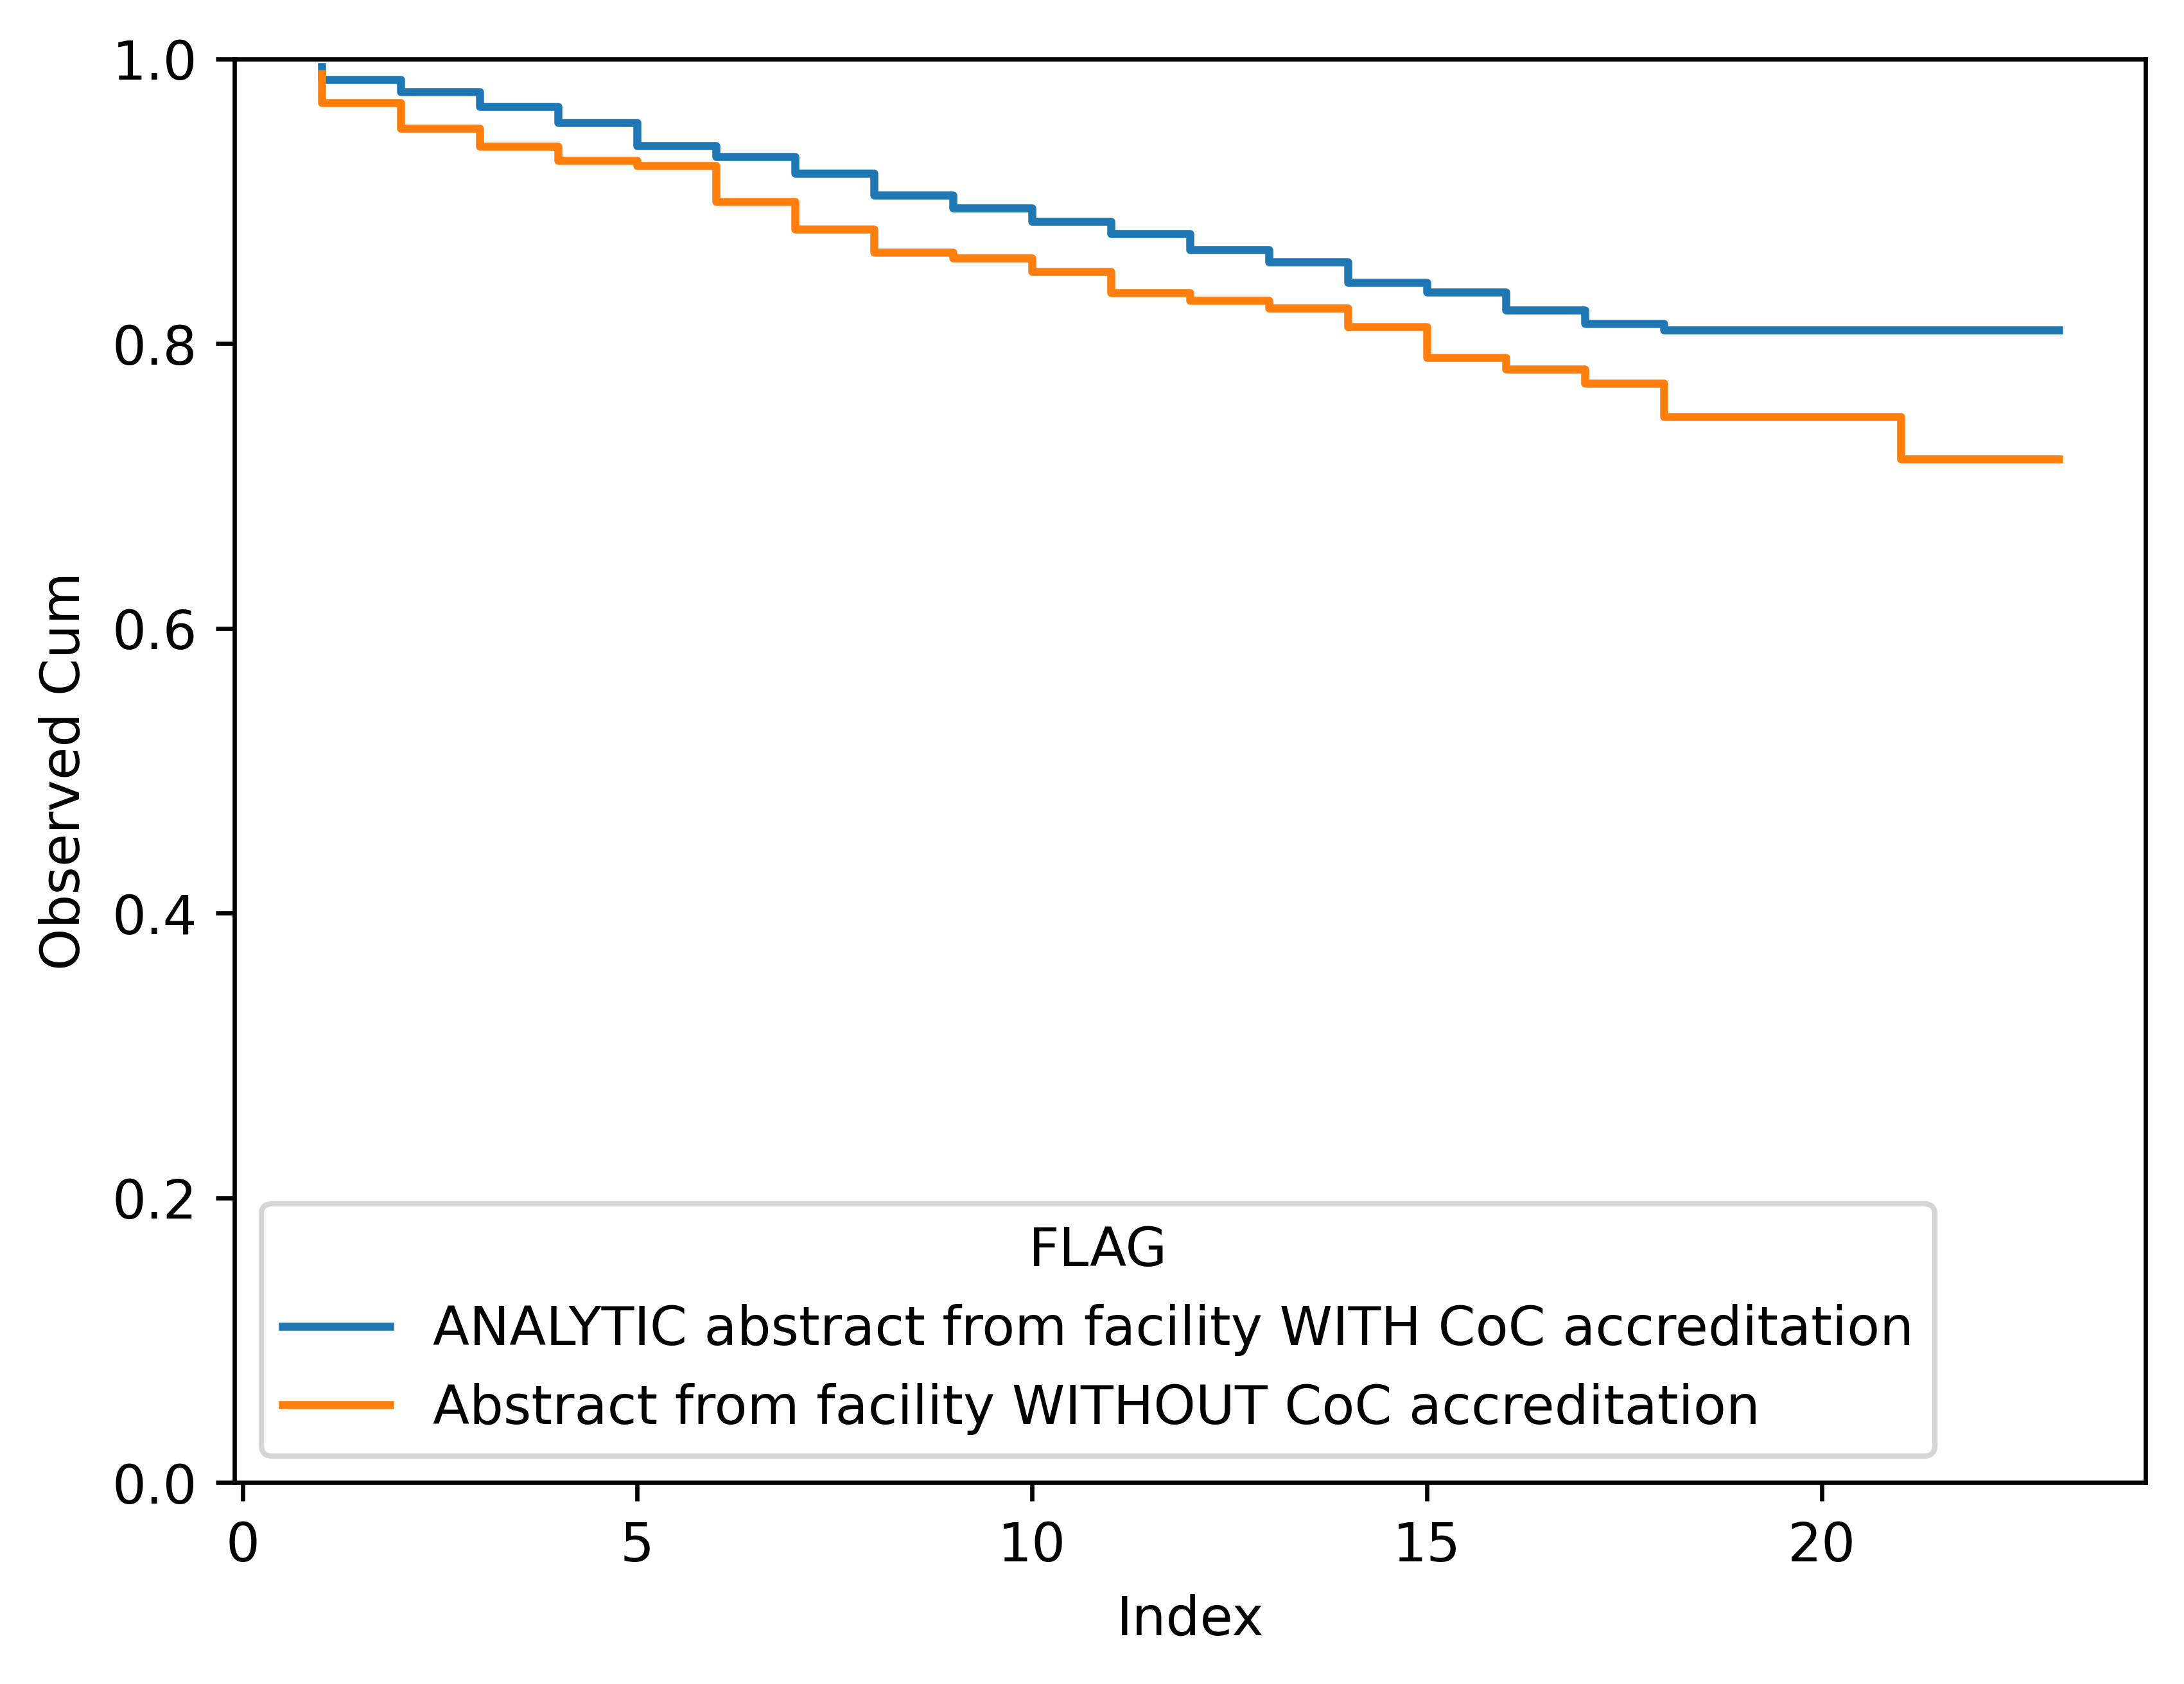 1.0
0.8
0.6
0.4
0.2
0.0
Observed Cum
FLAG
ANALYTIC abstract from facility WITH CoC accreditation
Abstract from facility WITHOUT CoC accreditation
0 5 10 15 20
Index